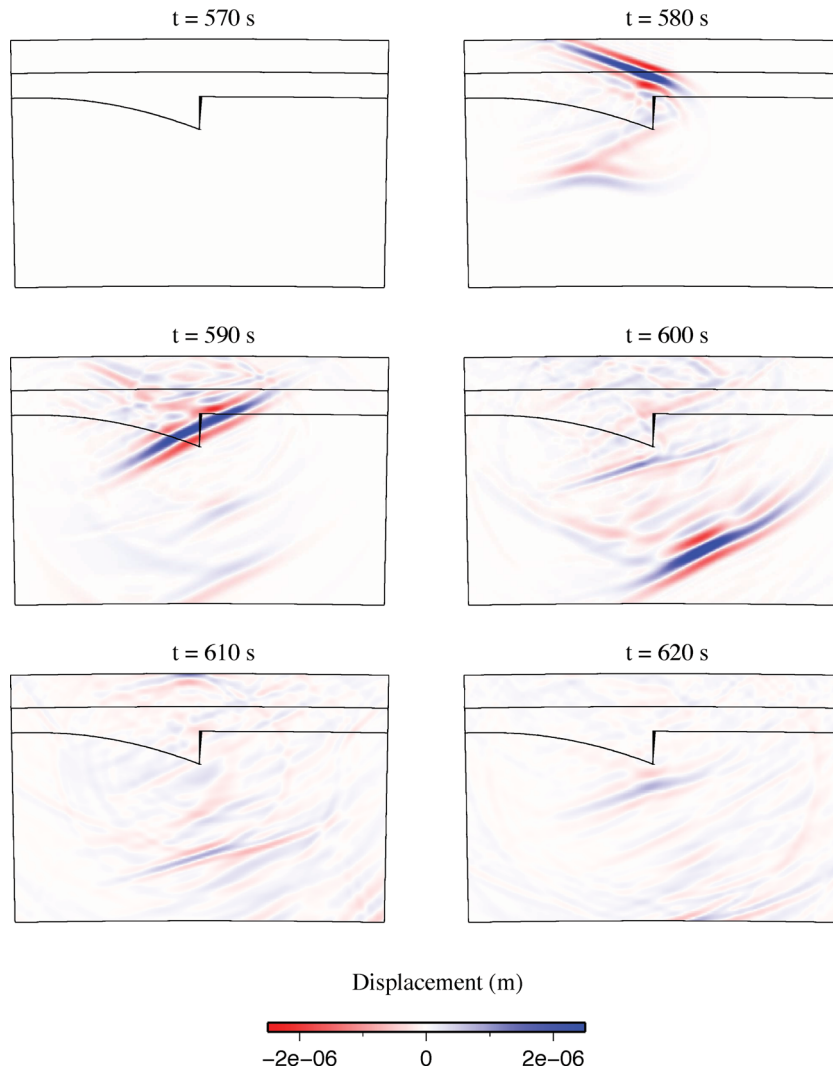 t = 570 s
t = 580 s
t = 590 s
t = 600 s
t = 610 s
t = 620 s
Displacement (m)
−2e−06 0 2e−06